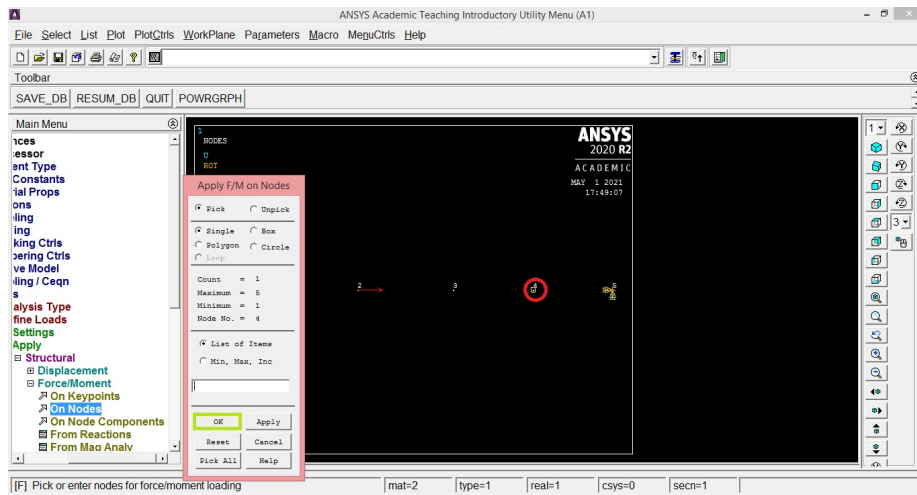 ANSYS Academic Teaching Introductory Utility Menu (A1)
File Select List Plot PlotCtrls WorkPlane Parameters Macro MenuCtrls Help
Toolbar
SAVE_DB RESUM_DB QUIT POWRGRPH
Main Menu
nces
essor
ent Type
Constants
rial Props
ons
ling
ing
king Ctrls
pering Ctrls
ve Model
ling / Ceqn
s
alysis Type
fine Loads
Settings
Apply
Structural
Displacement
Force/Moment
On Keypoints
On Nodes
On Node Components
From Reactions
From Mag Analy
Apply F/M on Nodes
Pick Unpick
Single Box
Polygon Circle
Loop
Count = 1
Maximum = 5
Minimum = 1
Node No. = 4
List of Items
Min, Max, Inc
OK Apply
Reset Cancel
Pick All Help
1
NODES
U
ROT
ANSYS
2020 R2
ACADEMIC
MAY 1 2021
17:49:07
2 3 4 5
1
3
[F] Pick or enter nodes for force/moment loading
mat=2 type=1 real=1 csys=0 secn=1